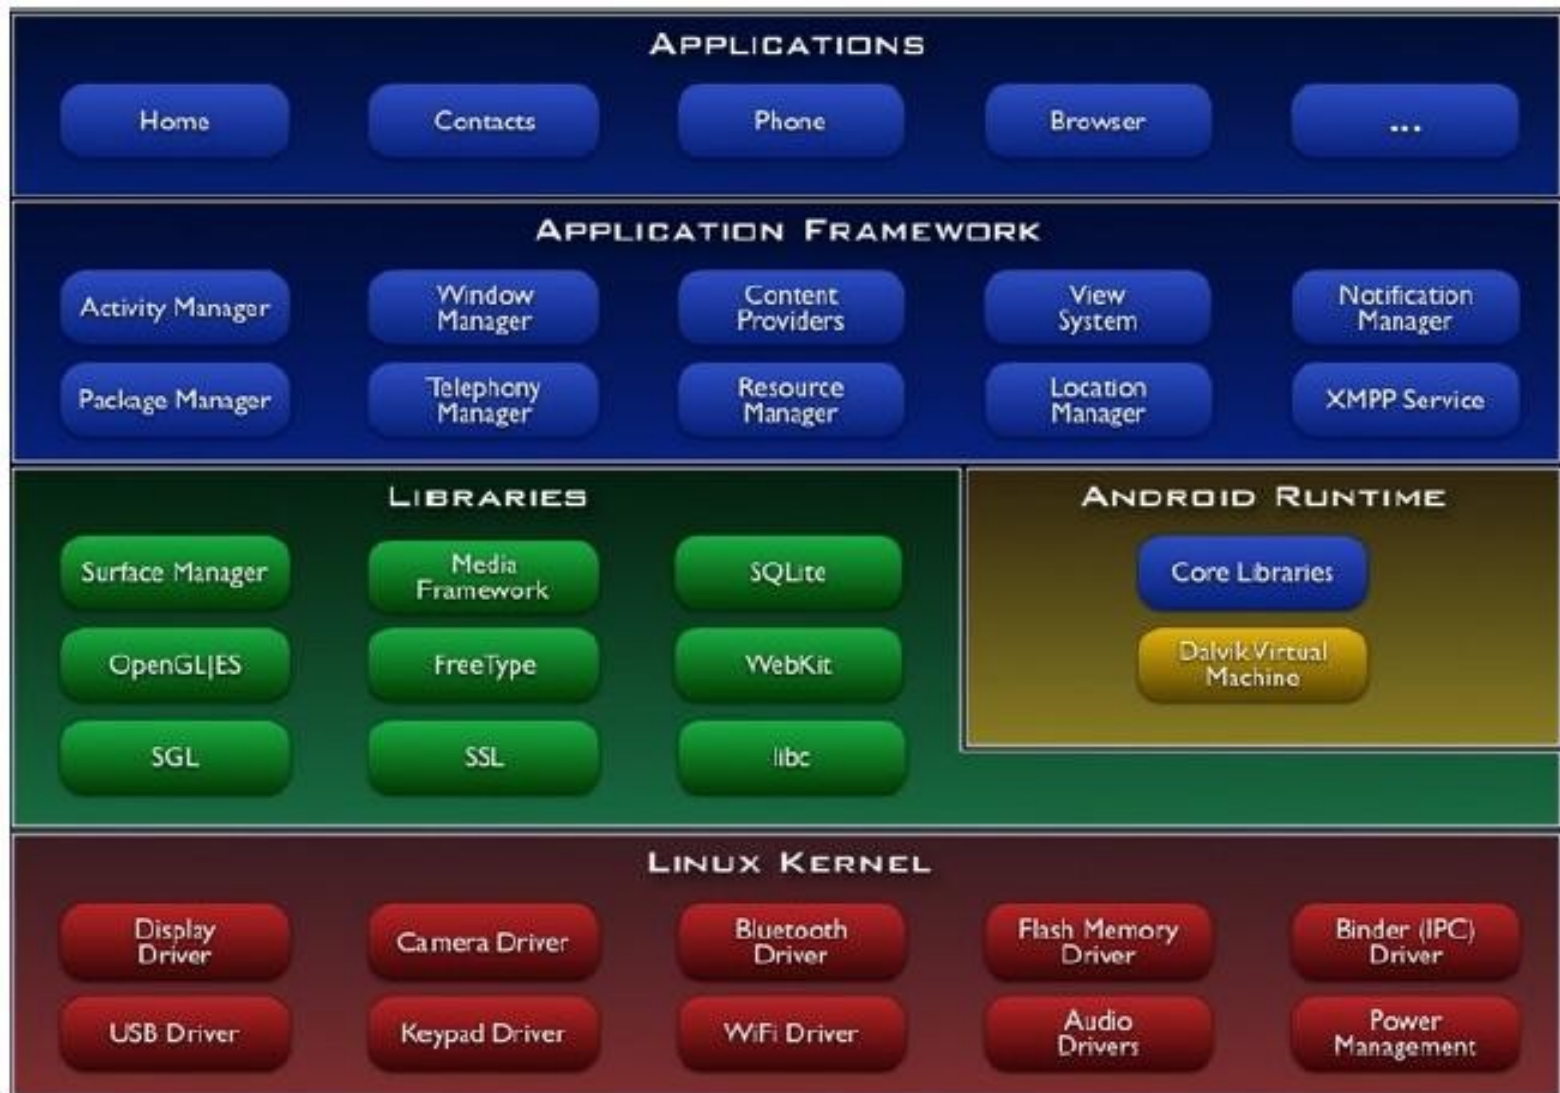 APPLICATIONS
Home
Contacts
Phone
Browser
...
APPLICATION FRAMEWORK
Activity Manager
Window
Manager
Content
Providers
View
System
Notification
Manager
Package Manager
Telephony
Manager
Resource
Manager
Location
Manager
XMPP Service
LIBRARIES
Surface Manager
Media
Framework
SQLite
OpenGL|ES
FreeType
WebKit
SGL
SSL
libc
ANDROID RUNTIME
Core Libraries
Dalvik Virtual
Machine
LINUX KERNEL
Display
Driver
Camera Driver
Bluetooth
Driver
Flash Memory
Driver
Binder (IPC)
Driver
USB Driver
Keypad Driver
WiFi Driver
Audio
Drivers
Power
Management